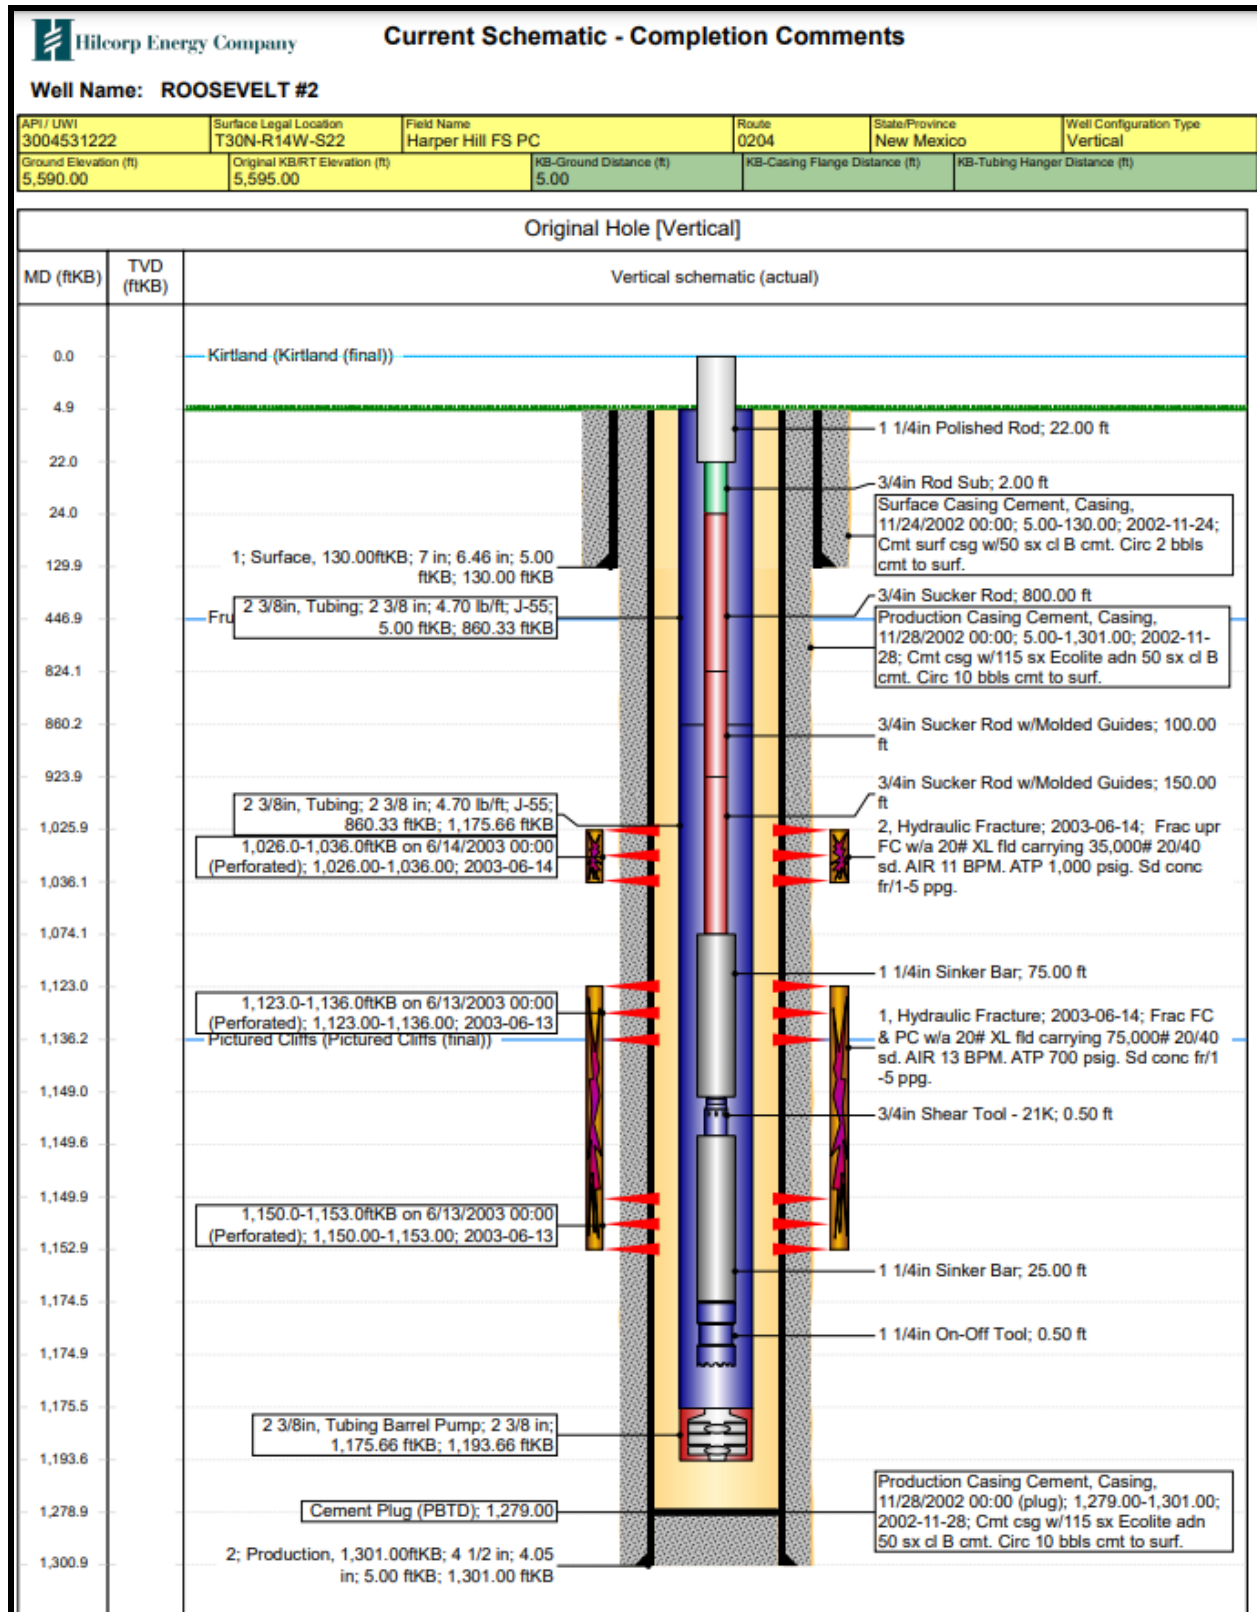 Hilcorp Energy Company
Current Schematic - Completion Comments
Well Name: ROOSEVELT #2
API / UWI
3004531222
Surface Legal Location
T30N-R14W-S22
Field Name
Harper Hill FS PC
Route
0204
State/Province
New Mexico
Well Configuration Type
Vertical
Ground Elevation (ft)
5,590.00
Original KB/RT Elevation (ft)
5,595.00
KB-Ground Distance (ft)
5.00
KB-Casing Flange Distance (ft)
KB-Tubing Hanger Distance (ft)
Original Hole [Vertical]
MD (ftKB)
TVD
(ftKB)
Vertical schematic (actual)
0.0
Kirtland (Kirtland (final))
4.9
1 1/4in Polished Rod; 22.00 ft
22.0
3/4in Rod Sub; 2.00 ft
24.0
Surface Casing Cement, Casing,
11/24/2002 00:00; 5.00-130.00; 2002-11-24;
Cmt surf csg w/50 sx cl B cmt. Circ 2 bbls
cmt to surf.
129.9
1; Surface, 130.00ftKB; 7 in; 6.46 in; 5.00
ftKB; 130.00 ftKB
3/4in Sucker Rod; 800.00 ft
446.9
Fru
2 3/8in, Tubing; 2 3/8 in; 4.70 lb/ft; J-55;
5.00 ftKB; 860.33 ftKB
Production Casing Cement, Casing,
11/28/2002 00:00; 5.00-1,301.00; 2002-11-
28; Cmt csg w/115 sx Ecolite adn 50 sx cl B
cmt. Circ 10 bbls cmt to surf.
824.1
860.2
3/4in Sucker Rod w/Molded Guides; 100.00
ft
923.9
3/4in Sucker Rod w/Molded Guides; 150.00
ft
2 3/8in, Tubing; 2 3/8 in; 4.70 lb/ft; J-55;
860.33 ftKB; 1,175.66 ftKB
1,025.9
1,026.0-1,036.0ftKB on 6/14/2003 00:00
(Perforated); 1,026.00-1,036.00; 2003-06-14
2, Hydraulic Fracture; 2003-06-14; Frac upr
FC w/a 20# XL fld carrying 35,000# 20/40
sd. AIR 11 BPM. ATP 1,000 psig. Sd conc
fr/1-5 ppg.
1,036.1
1,074.1
1 1/4in Sinker Bar; 75.00 ft
1,123.0
1,123.0-1,136.0ftKB on 6/13/2003 00:00
(Perforated); 1,123.00-1,136.00; 2003-06-13
1, Hydraulic Fracture; 2003-06-14; Frac FC
& PC w/a 20# XL fld carrying 75,000# 20/40
sd. AIR 13 BPM. ATP 700 psig. Sd conc fr/1
-5 ppg.
1,136.2
Pictured Cliffs (Pictured Cliffs (final))
1,149.0
3/4in Shear Tool - 21K; 0.50 ft
1,149.6
1,149.9
1,150.0-1,153.0ftKB on 6/13/2003 00:00
(Perforated); 1,150.00-1,153.00; 2003-06-13
1,152.9
1 1/4in Sinker Bar; 25.00 ft
1,174.5
1 1/4in On-Off Tool; 0.50 ft
1,174.9
1,175.5
2 3/8in, Tubing Barrel Pump; 2 3/8 in;
1,175.66 ftKB; 1,193.66 ftKB
1,193.6
Cement Plug (PBTD); 1,279.00
1,278.9
Production Casing Cement, Casing,
11/28/2002 00:00 (plug); 1,279.00-1,301.00;
2002-11-28; Cmt csg w/115 sx Ecolite adn
50 sx cl B cmt. Circ 10 bbls cmt to surf.
1,300.9
2; Production, 1,301.00ftKB; 4 1/2 in; 4.05
in; 5.00 ftKB; 1,301.00 ftKB